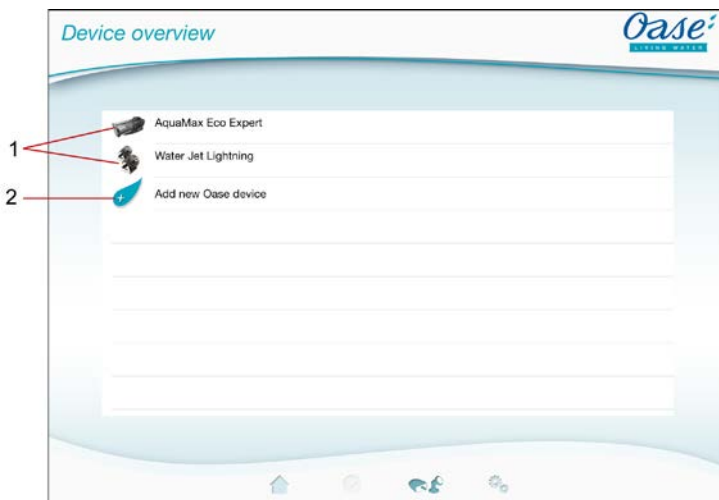 Device overview
Oase
LIVING WATER
AquaMax Eco Expert
1
Water Jet Lightning
2
Add new Oase device